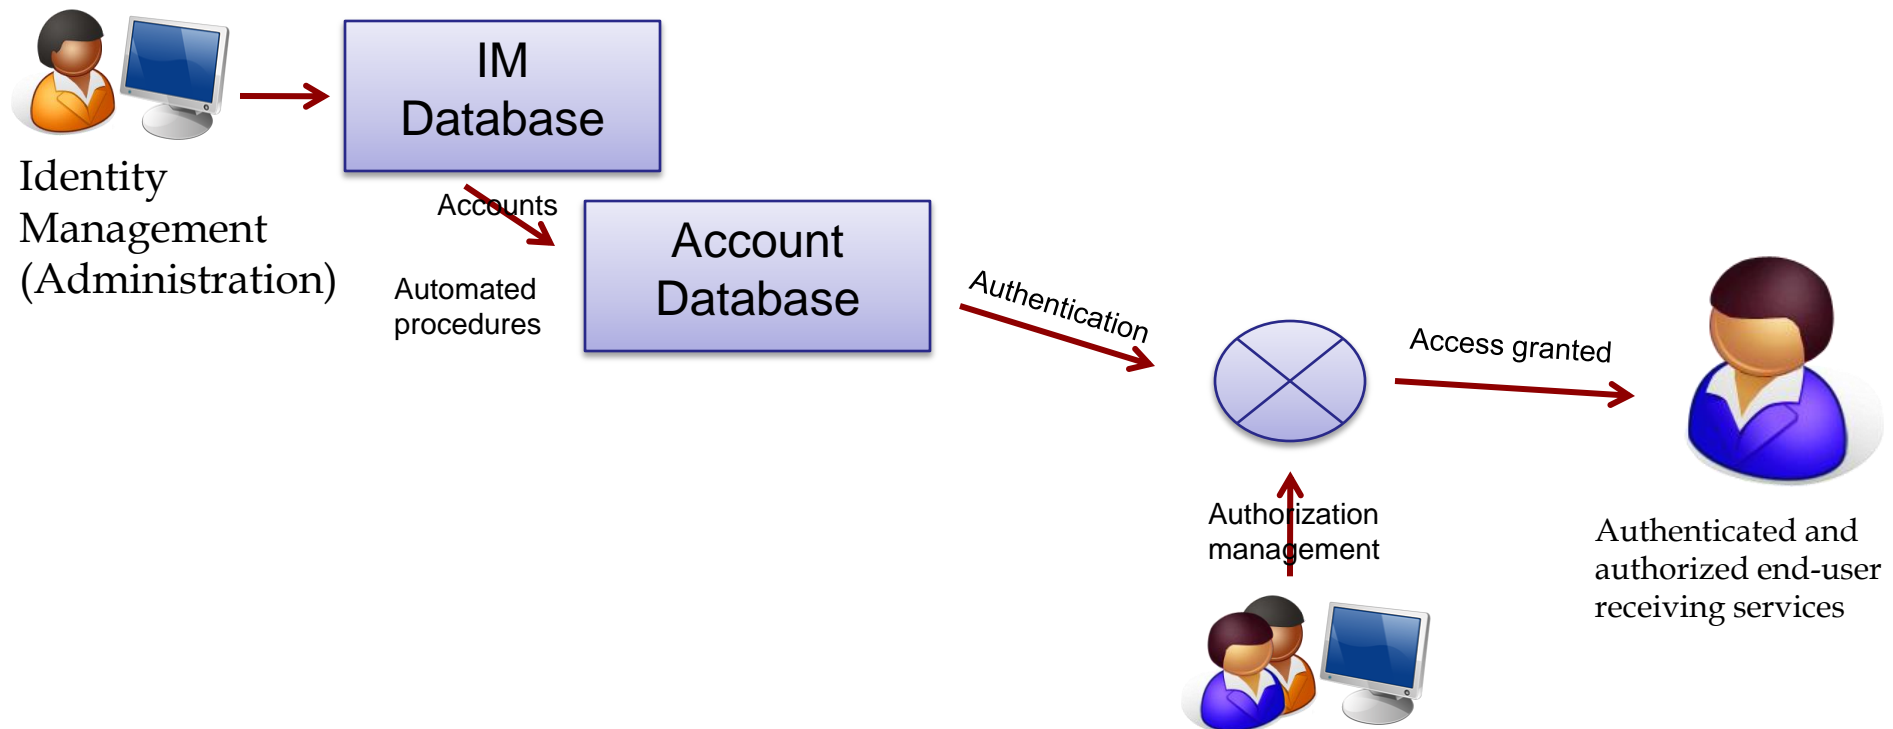 IM
Database
Identity
Management
(Administration)
Accounts
Automated
procedures
Account
Database
Authentication
Access granted
Authorization
management
Authenticated and
authorized end-user
receiving services